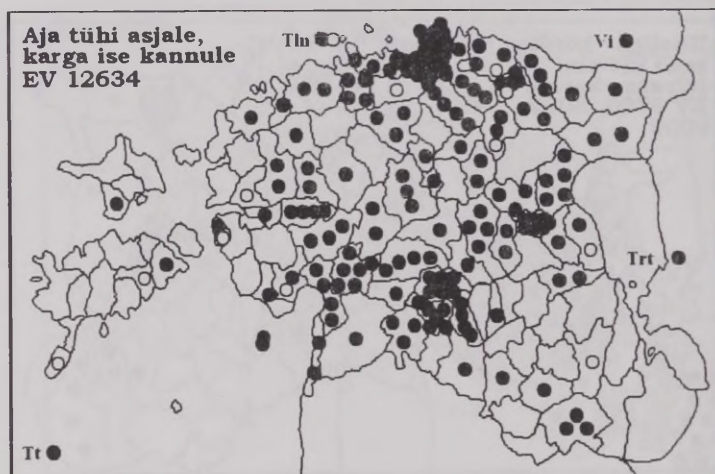 Aja tühi asjale,
karga ise kannule
EV 12634
Tln
Vi
Trt
Tt